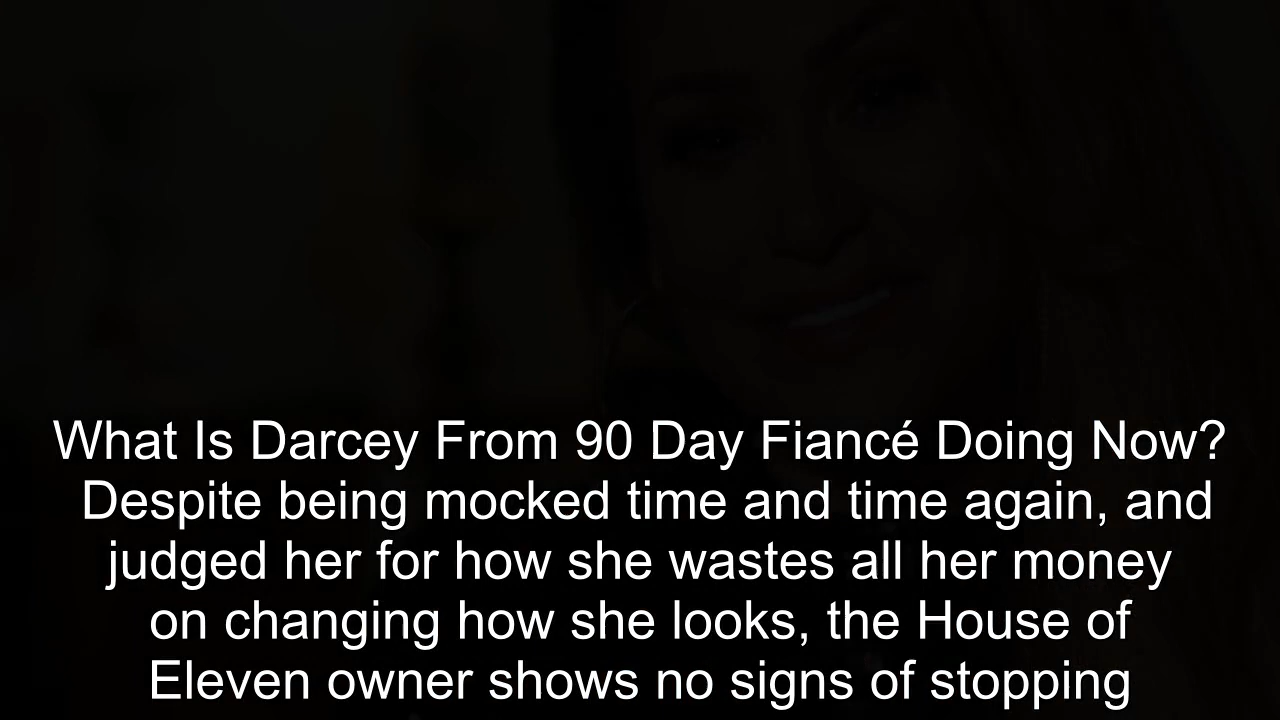 What Is Darcey From 90 Day Fiancé Doing Now?
Despite being mocked time and time again, and
judged her for how she wastes all her money
on changing how she looks, the House of
Eleven owner shows no signs of stopping